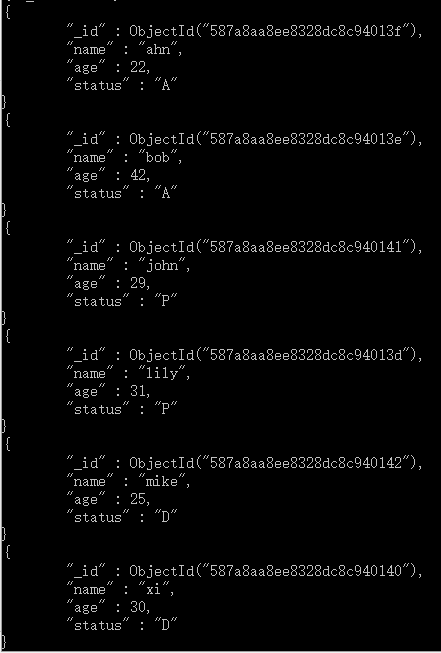 {
"_id" : ObjectId("587a8aa8ee8328dc8c94013f"),
"name" : "ahn",
"age" : 22,
"status" : "A"
}
{
"_id" : ObjectId("587a8aa8ee8328dc8c94013e"),
"name" : "bob",
"age" : 42,
"status" : "A"
}
{
"_id" : ObjectId("587a8aa8ee8328dc8c940141"),
"name" : "john",
"age" : 29,
"status" : "P"
}
{
"_id" : ObjectId("587a8aa8ee8328dc8c94013d"),
"name" : "lily",
"age" : 31,
"status" : "P"
}
{
"_id" : ObjectId("587a8aa8ee8328dc8c940142"),
"name" : "mike",
"age" : 25,
"status" : "D"
}
{
"_id" : ObjectId("587a8aa8ee8328dc8c940140"),
"name" : "xi",
"age" : 30,
"status" : "D"
}